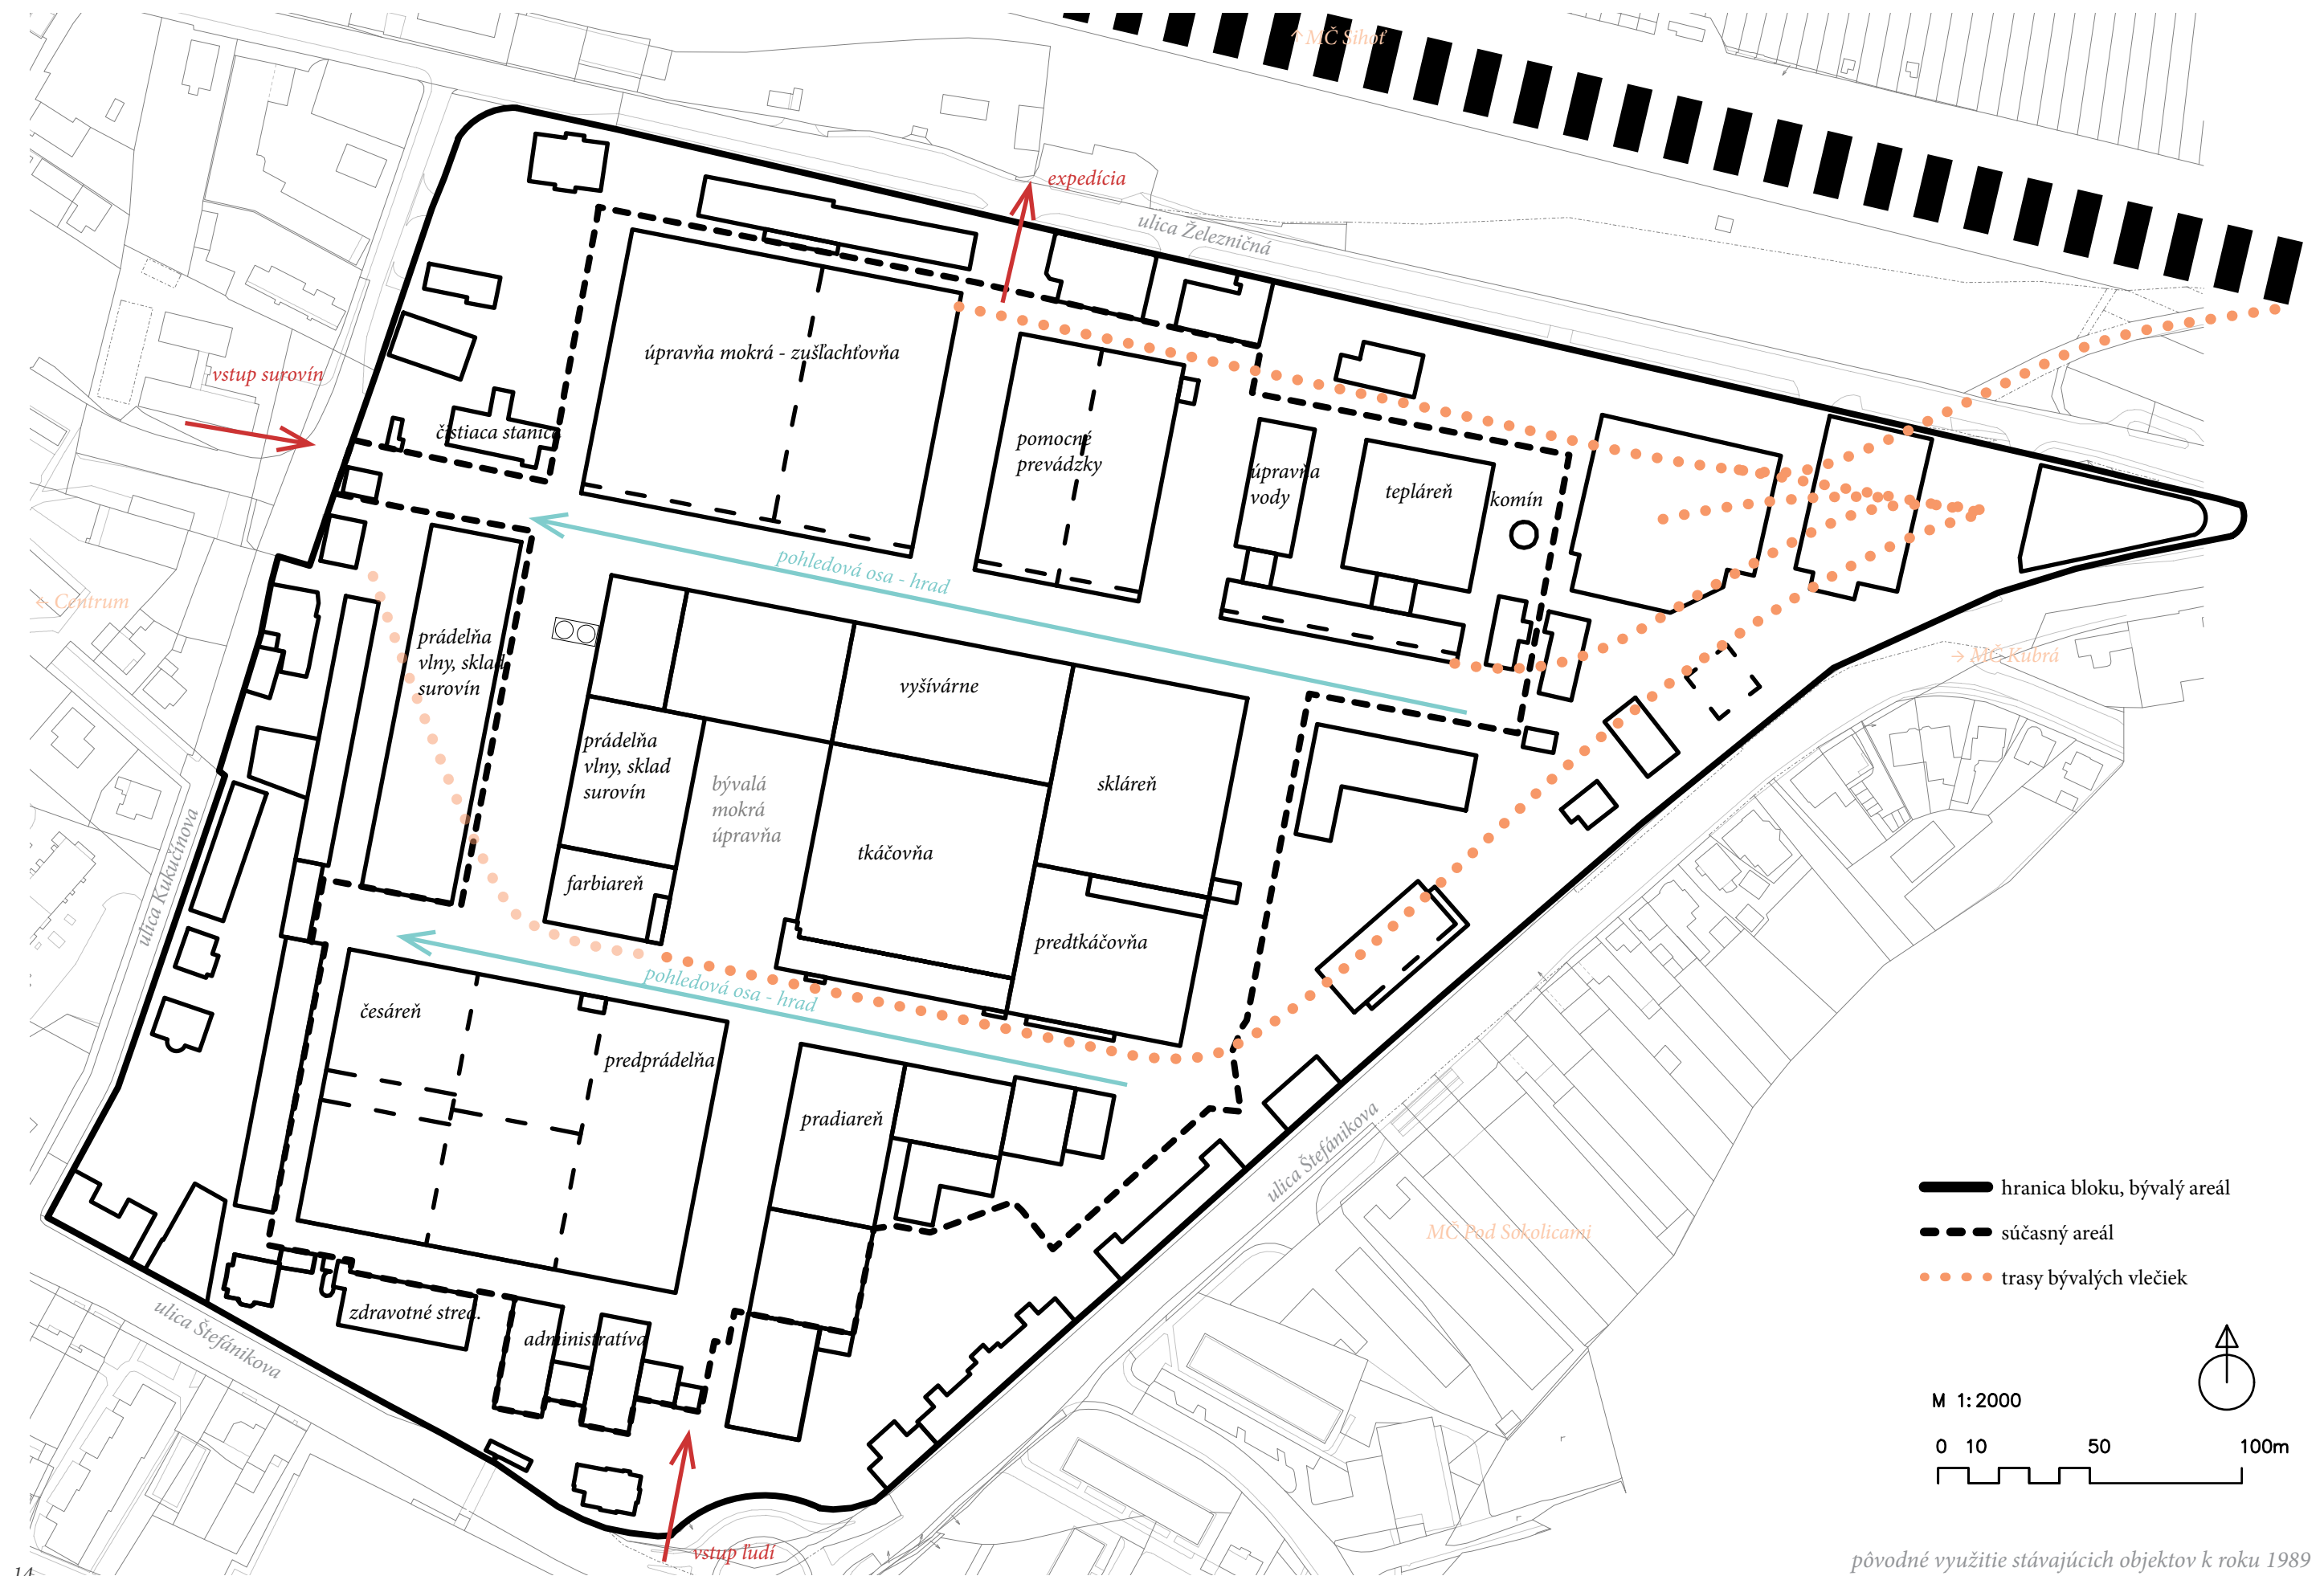 ↑ MČ Sihoť
expedícia
ulica Železničná
vstup surovín
úpravňa mokrá - zušľachťovňa
čistiaca stanica
pomocné
prevádzky
úpravňa
vody
tepláreň
komín
pohledová osa - hrad
← Centrum
→ MČ Kubrá
prádelňa
vlny, sklad
surovín
vyšívárne
prádelňa
vlny, sklad
surovín
bývalá
mokrá
úpravňa
skláreň
tkáčovňa
farbiareň
ulica Kukučínova
predtkáčovňa
pohledová osa - hrad
česáreň
predprádelňa
pradiareň
ulica Štefánikova
MČ Pod Sokolicami
hranica bloku, bývalý areál
súčasný areál
trasy bývalých vlečiek
zdravotné stred.
administratíva
ulica Štefánikova
M 1:2000
0 10 50 100m
vstup ľudí
pôvodné využitie stávajúcich objektov k roku 1989
14